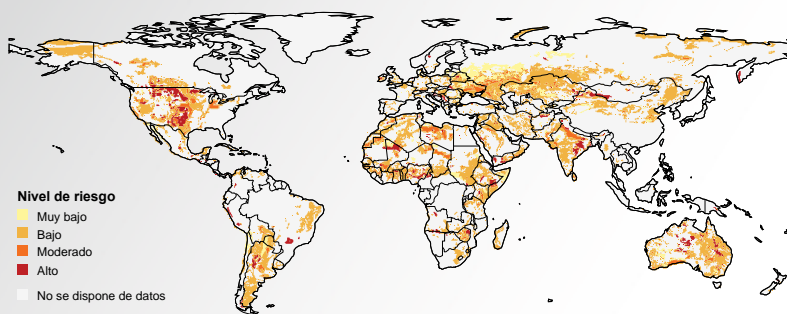 Nivel de riesgo
Muy bajo
Bajo
Moderado
Alto
No se dispone de datos